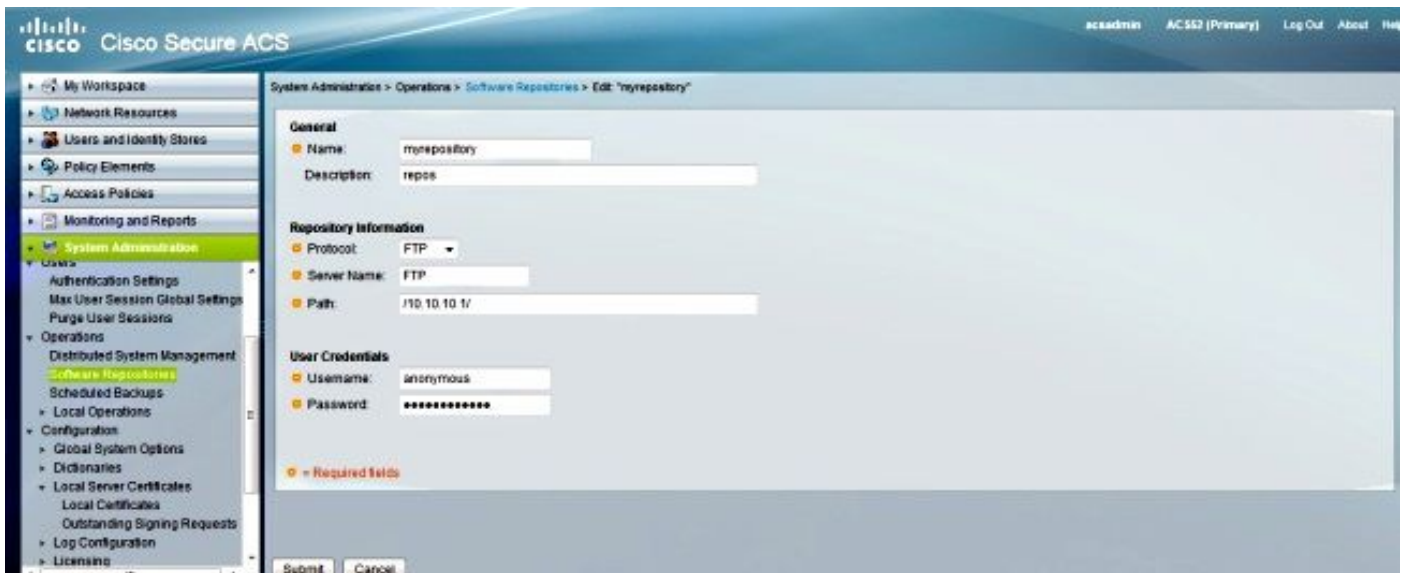 CISCO Cisco Secure ACS
acsadmin ACS52 (Primary) Log Out About
My Workspace
Network Resources
Users and Identity Stores
Policy Elements
Access Policies
Monitoring and Reports
System Administration
Users
Authentication Settings
Max User Session Global Settings
Purge User Sessions
Operations
Distributed System Management
Software Repositories
Scheduled Backups
Local Operations
Configuration
Global System Options
Dictionaries
Local Server Certificates
Local Certificates
Outstanding Signing Requests
Log Configuration
Licensing
System Administration > Operations > Software Repositories > Edit: "myrepository"
General
Name: myrepository
Description: repos
Repository Information
Protocol: FTP
Server Name: FTP
Path: /10.10.10.1/
User Credentials
Username: anonymous
Password: ●●●●●●●●●●●●
= Required fields
Submit Cancel